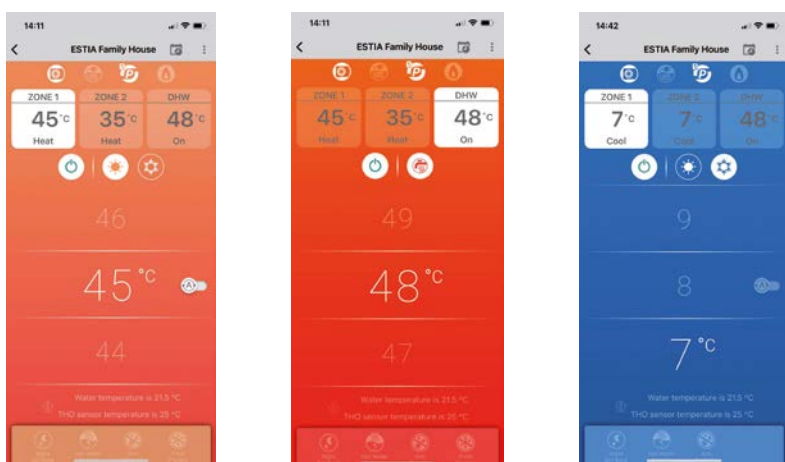 14:11
ESTIA Family House
ZONE 1 ZONE 2 DHW
45°C 35°C 48°C
Heat Heat On
46
45°C
A
44
Water temperature is 21.5 °C
THO sensor temperature is 25 °C
14:11
ESTIA Family House
ZONE 1 ZONE 2 DHW
45°C 35°C 48°C
Heat Heat On
49
48°C
47
Water temperature is 21.5 °C
THO sensor temperature is 25 °C
14:42
ESTIA Family House
ZONE 1 ZONE 2 DHW
7°C 7°C 48°C
Cool Cool On
9
8
A
7°C
Water temperature is 21.5 °C
THO sensor temperature is 25 °C